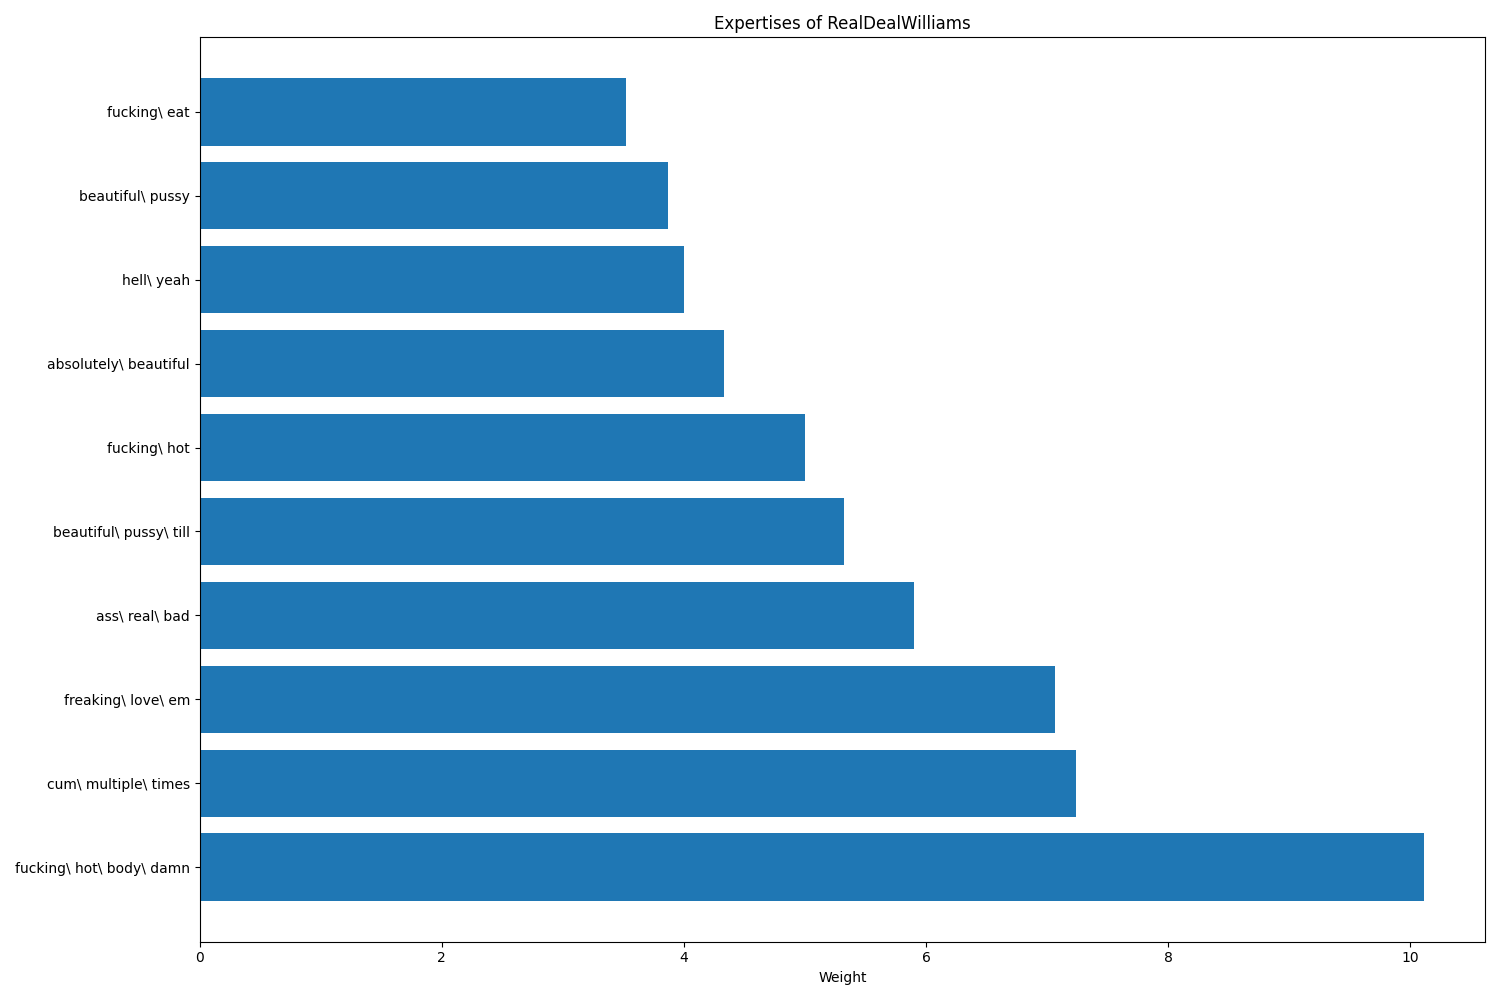 Expertises of RealDealWilliams
fucking\ eat
beautiful\ pussy
hell\ yeah
absolutely\ beautiful
fucking\ hot
beautiful\ pussy\ till
ass\ real\ bad
freaking\ love\ em
cum\ multiple\ times
fucking\ hot\ body\ damn
0 2 4 6 8 10
Weight